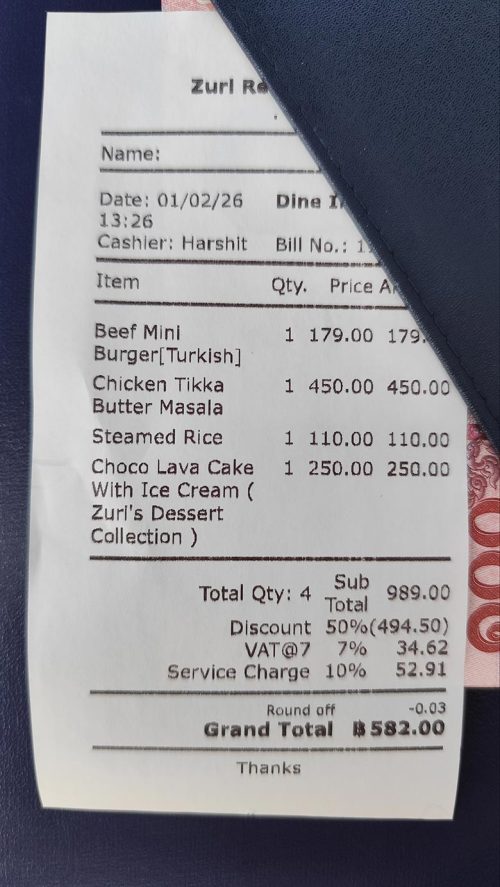 Zuri
Name:
Date: 01/02/26 Dine
13:26
Cashier: Harshit Bill No.:
Item Qty. Price
Beef Mini 1 179.00 179.
Burger[Turkish]
Chicken Tikka 1 450.00 450.00
Butter Masala
Steamed Rice 1 110.00 110.00
Choco Lava Cake 1 250.00 250.00
With Ice Cream (
Zuri's Dessert
Collection )
Total Qty: 4 Sub Total 989.00
Discount 50%(494.50)
VAT@7 7% 34.62
Service Charge 10% 52.91
Round off -0.03
Grand Total ฿582.00
Thanks
000